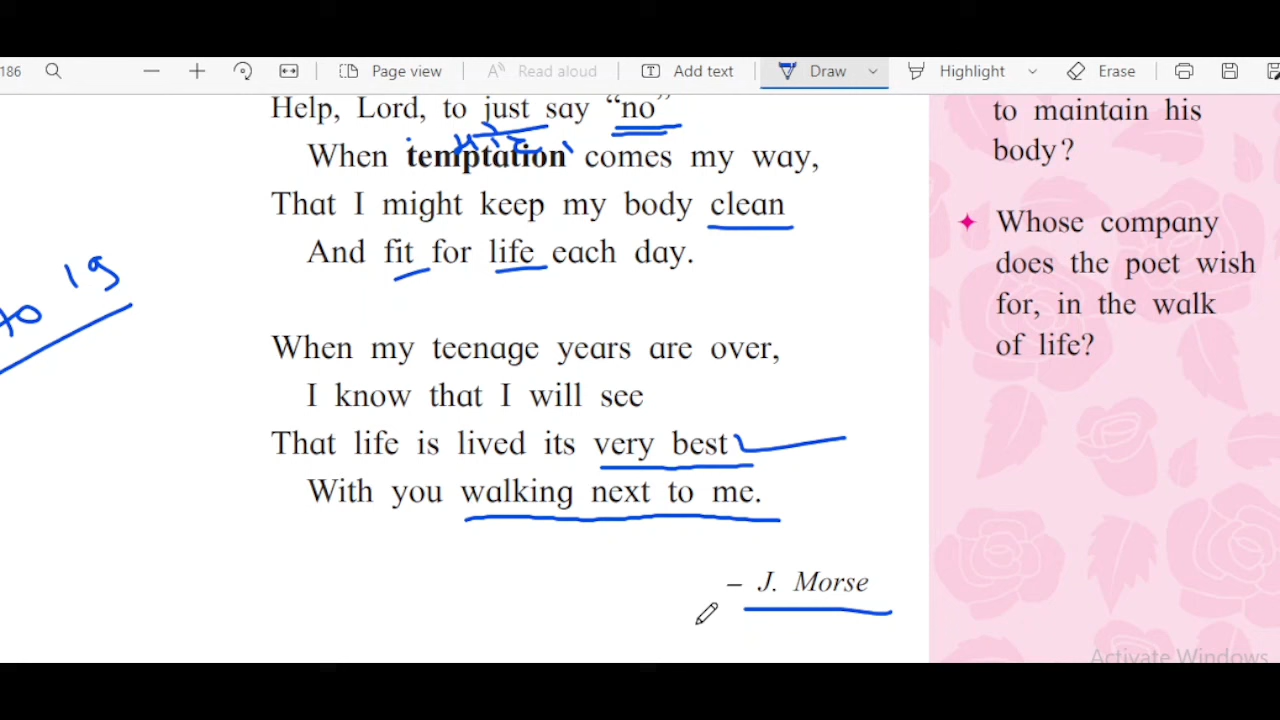 186
Page view
Read aloud
Add text
Draw
Highlight
Erase
Help, Lord, to just say “no”
When temptation comes my way,
That I might keep my body clean
And fit for life each day.
to 19
When my teenage years are over,
I know that I will see
That life is lived its very best
With you walking next to me.
– J. Morse
to maintain his
body?
Whose company
does the poet wish
for, in the walk
of life?
Activate Windows